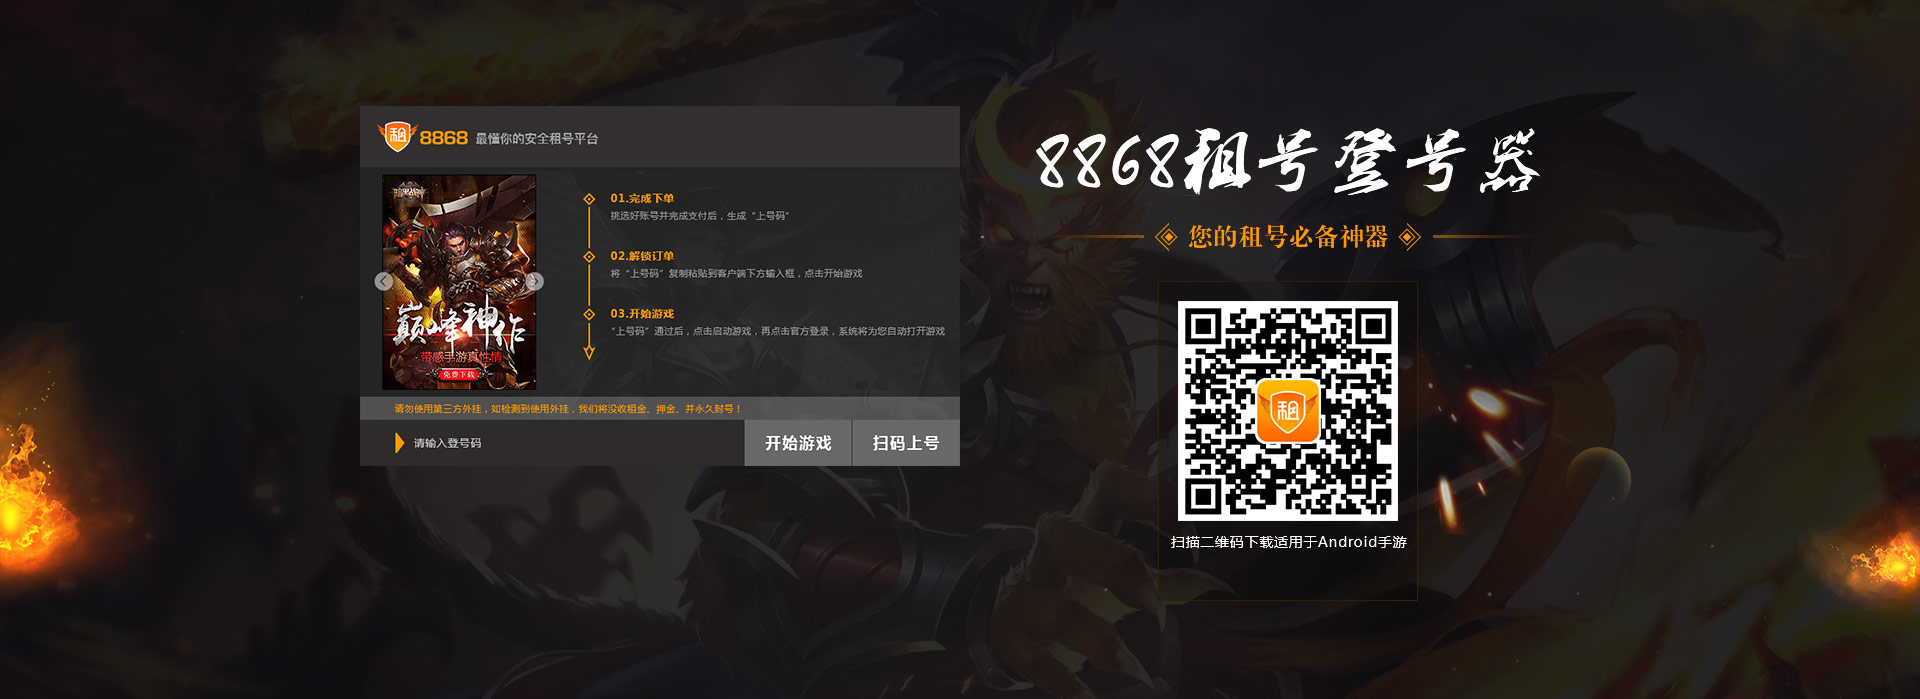 租 8868 最懂你的安全租号平台
暗黑战神
巅峰神作
带感手游真性情
免费下载
01.完成下单
挑选好账号并完成支付后，生成“上号码”
02.解锁订单
将“上号码”复制粘贴到客户端下方输入框，点击开始游戏
03.开始游戏
“上号码”通过后，点击启动游戏，再点击官方登录，系统将为您自动打开游戏
请勿使用第三方外挂，如检测到使用外挂，我们将没收租金、押金、并永久封号！
请输入登号码
开始游戏
扫码上号
8868租号登号器
您的租号必备神器
租
扫描二维码下载适用于Android手游